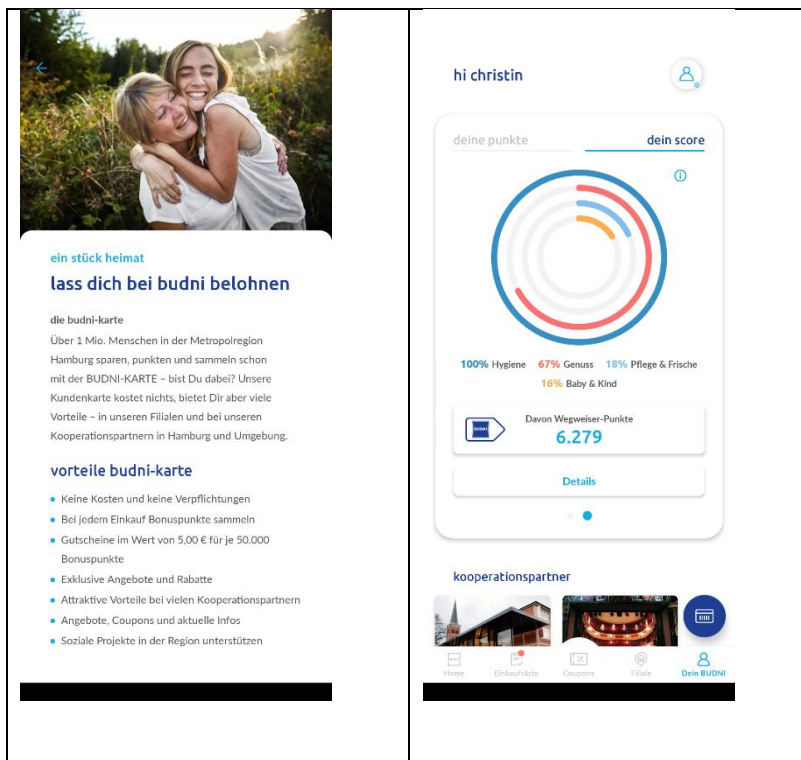 ein stück heimat
lass dich bei budni belohnen
die budni-karte
Über 1 Mio. Menschen in der Metropolregion
Hamburg sparen, punkten und sammeln schon
mit der BUDNI-KARTE – bist Du dabei? Unsere
Kundenkarte kostet nichts, bietet Dir aber viele
Vorteile – in unseren Filialen und bei unseren
Kooperationspartnern in Hamburg und Umgebung.
vorteile budni-karte
Keine Kosten und keine Verpflichtungen
Bei jedem Einkauf Bonuspunkte sammeln
Gutscheine im Wert von 5,00 € für je 50.000
Bonuspunkte
Exklusive Angebote und Rabatte
Attraktive Vorteile bei vielen Kooperationspartnern
Angebote, Coupons und aktuelle Infos
Soziale Projekte in der Region unterstützen
hi christin
deine punkte dein score
100% Hygiene 67% Genuss 18% Pflege & Frische
16% Baby & Kind
Davon Wegweiser-Punkte
BUDNI 6.279
Details
kooperationspartner
Home Einkaufsliste Coupons Filiale Dein BUDNI